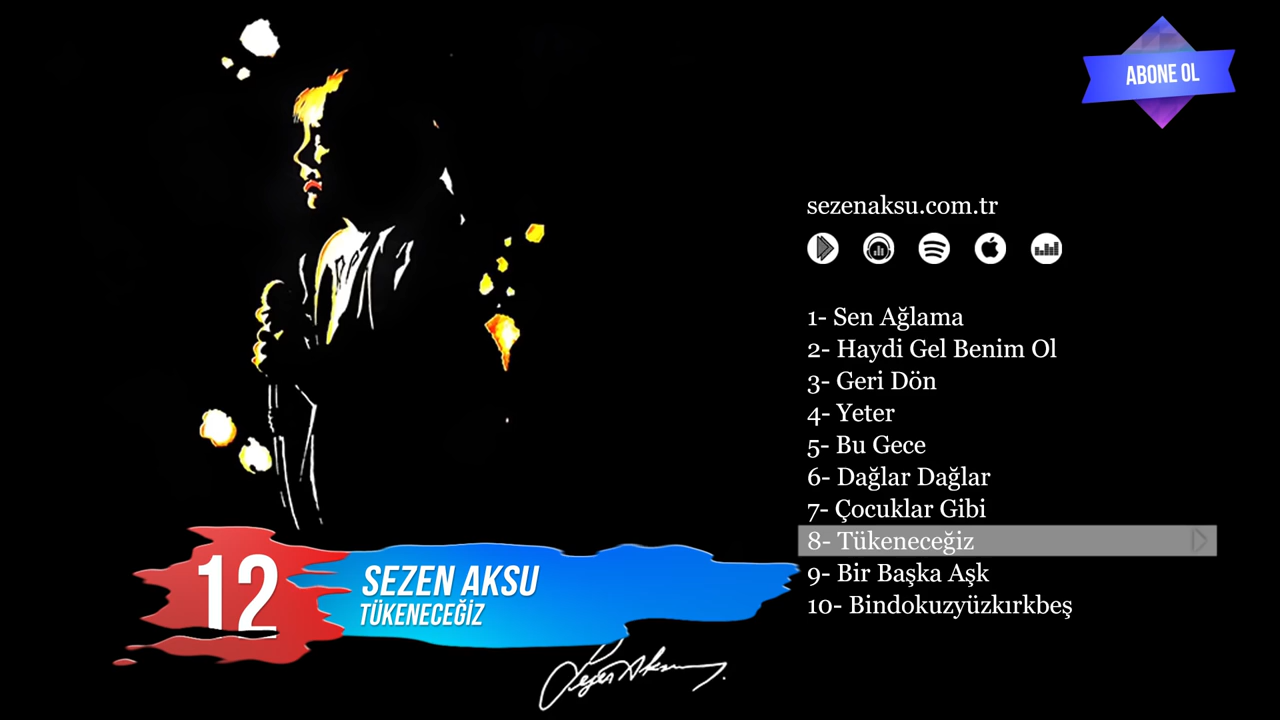 ABONE OL
sezenaksu.com.tr
1- Sen Ağlama
2- Haydi Gel Benim Ol
3- Geri Dön
4- Yeter
5- Bu Gece
6- Dağlar Dağlar
7- Çocuklar Gibi
8- Tükeneceğiz
9- Bir Başka Aşk
10- Bindokuzyüzkırkbeş
12
SEZEN AKSU
TÜKENECEĞİZ
Sezen Aksu